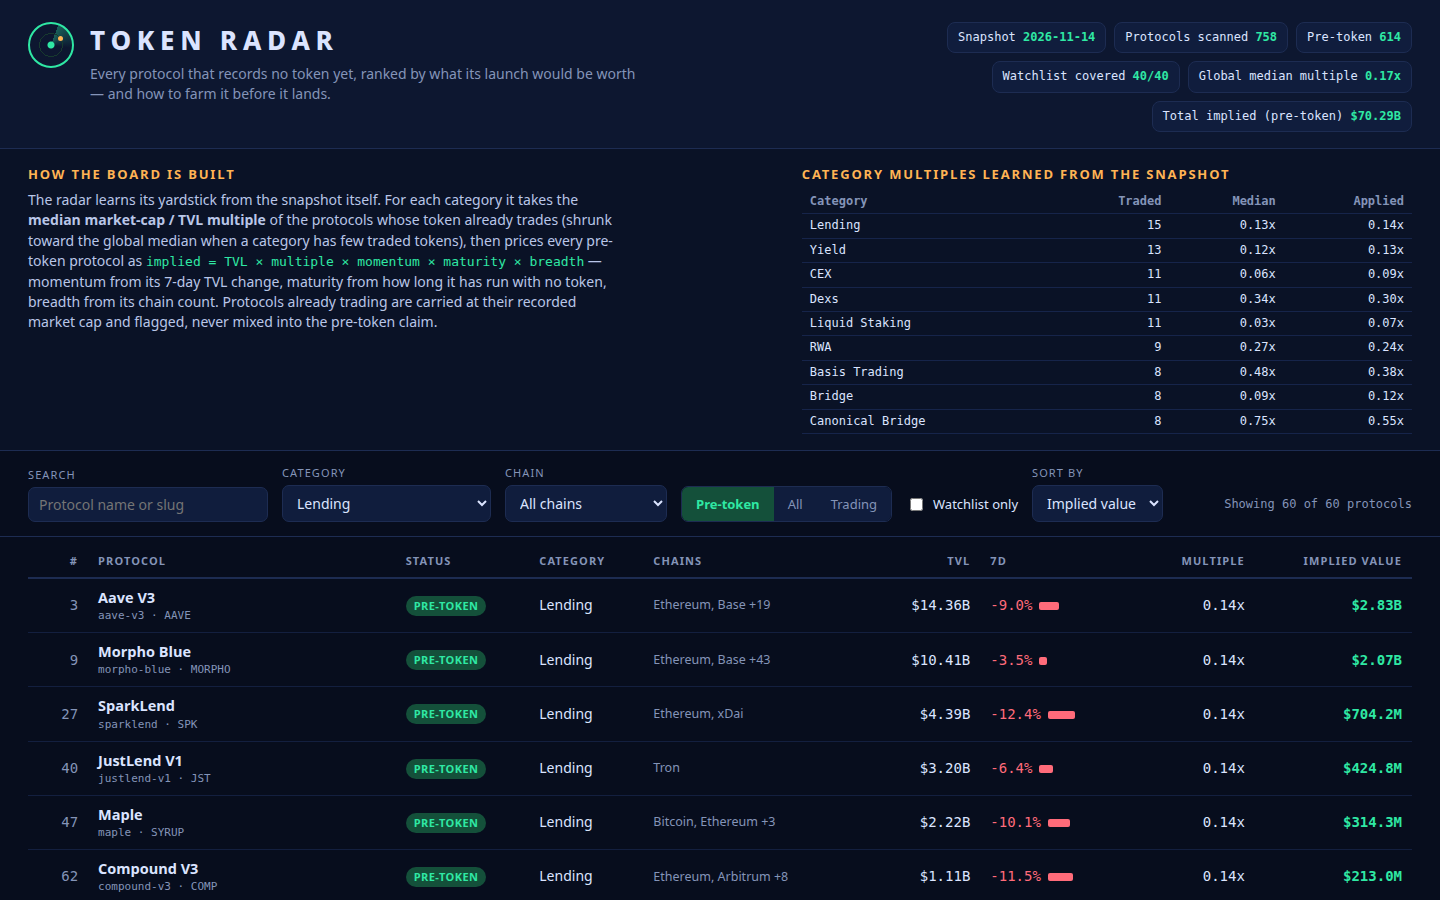 TOKEN RADAR
Every protocol that records no token yet, ranked by what its launch would be worth
— and how to farm it before it lands.
Snapshot 2026-11-14
Protocols scanned 758
Pre-token 614
Watchlist covered 40/40
Global median multiple 0.17x
Total implied (pre-token) $70.29B
HOW THE BOARD IS BUILT
The radar learns its yardstick from the snapshot itself. For each category it takes the
median market-cap / TVL multiple of the protocols whose token already trades (shrunk
toward the global median when a category has few traded tokens), then prices every pre-
token protocol as implied = TVL × multiple × momentum × maturity × breadth —
momentum from its 7-day TVL change, maturity from how long it has run with no token,
breadth from its chain count. Protocols already trading are carried at their recorded
market cap and flagged, never mixed into the pre-token claim.
CATEGORY MULTIPLES LEARNED FROM THE SNAPSHOT
Category Traded Median Applied
Lending 15 0.13x 0.14x
Yield 13 0.12x 0.13x
CEX 11 0.06x 0.09x
Dexs 11 0.34x 0.30x
Liquid Staking 11 0.03x 0.07x
RWA 9 0.27x 0.24x
Basis Trading 8 0.48x 0.38x
Bridge 8 0.09x 0.12x
Canonical Bridge 8 0.75x 0.55x
SEARCH
Protocol name or slug
CATEGORY
Lending
CHAIN
All chains
Pre-token All Trading
Watchlist only
SORT BY
Implied value
Showing 60 of 60 protocols
# PROTOCOL STATUS CATEGORY CHAINS TVL 7D MULTIPLE IMPLIED VALUE
3 Aave V3 PRE-TOKEN Lending Ethereum, Base +19 $14.36B -9.0% 0.14x $2.83B
aave-v3 · AAVE
9 Morpho Blue PRE-TOKEN Lending Ethereum, Base +43 $10.41B -3.5% 0.14x $2.07B
morpho-blue · MORPHO
27 SparkLend PRE-TOKEN Lending Ethereum, xDai $4.39B -12.4% 0.14x $704.2M
sparklend · SPK
40 JustLend V1 PRE-TOKEN Lending Tron $3.20B -6.4% 0.14x $424.8M
justlend-v1 · JST
47 Maple PRE-TOKEN Lending Bitcoin, Ethereum +3 $2.22B -10.1% 0.14x $314.3M
maple · SYRUP
62 Compound V3 PRE-TOKEN Lending Ethereum, Arbitrum +8 $1.11B -11.5% 0.14x $213.0M
compound-v3 · COMP